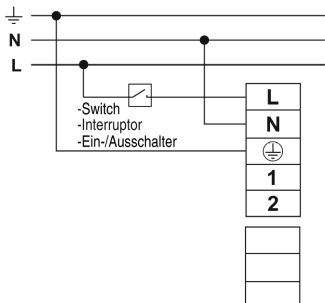 N
L
-Switch
-Interruptor
-Ein-/Ausschalter
L
N
1
2